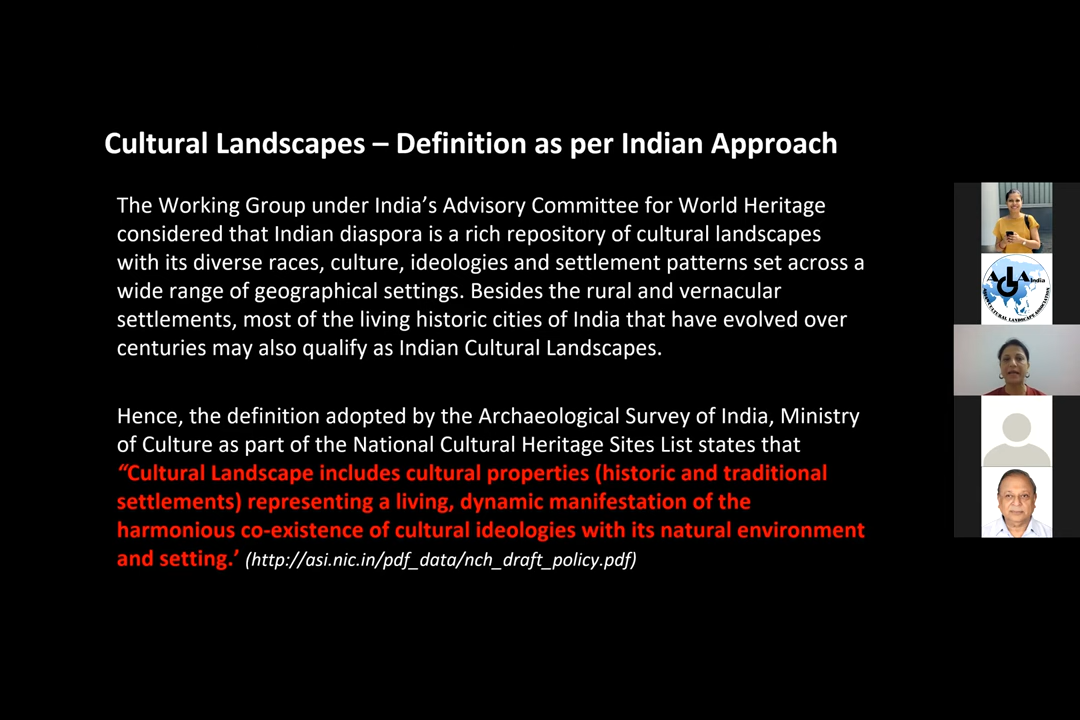 Cultural Landscapes – Definition as per Indian Approach
The Working Group under India’s Advisory Committee for World Heritage
considered that Indian diaspora is a rich repository of cultural landscapes
with its diverse races, culture, ideologies and settlement patterns set across a
wide range of geographical settings. Besides the rural and vernacular
settlements, most of the living historic cities of India that have evolved over
centuries may also qualify as Indian Cultural Landscapes.
Hence, the definition adopted by the Archaeological Survey of India, Ministry
of Culture as part of the National Cultural Heritage Sites List states that
“Cultural Landscape includes cultural properties (historic and traditional
settlements) representing a living, dynamic manifestation of the
harmonious co-existence of cultural ideologies with its natural environment
and setting.’ (http://asi.nic.in/pdf_data/nch_draft_policy.pdf)
India